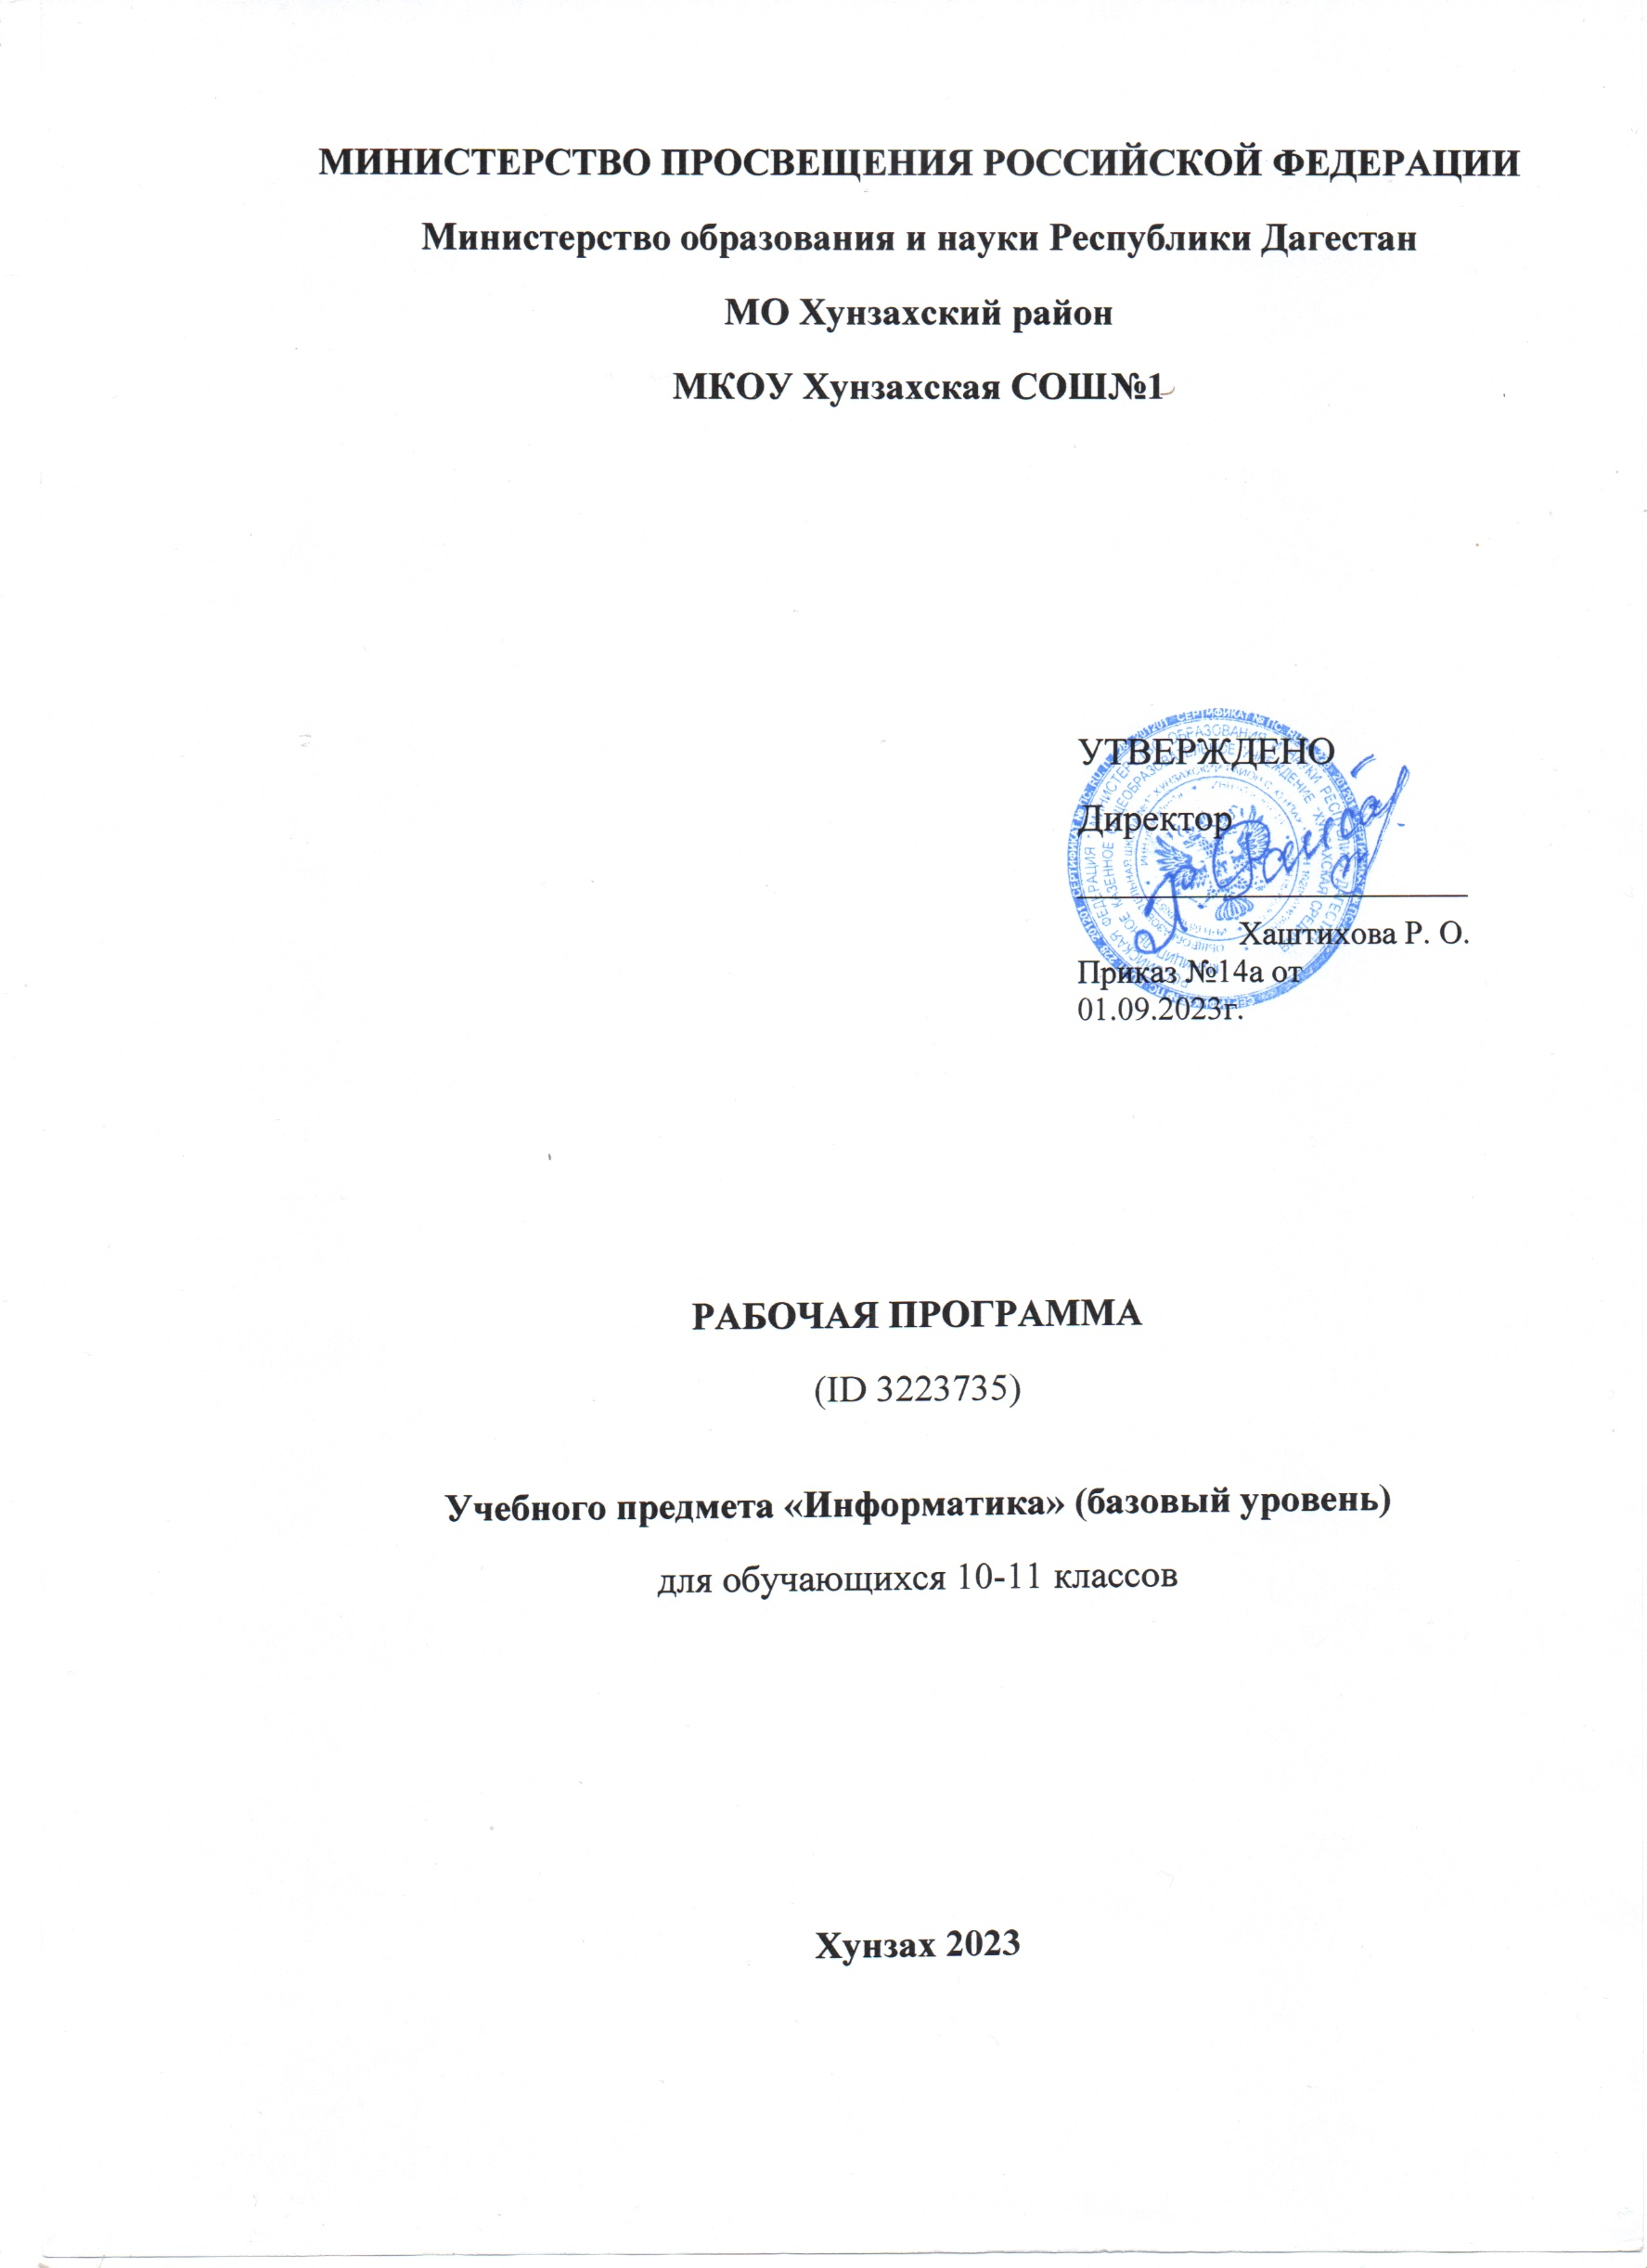 МИНИСТЕРСТВО ПРОСВЕЩЕНИЯ РОССИЙСКОЙ ФЕДЕРАЦИИ
Министерство образования и науки Республики Дагестан
МО Хунзахский район
МКОУ Хунзахская СОШ№1
УТВЕРЖДЕНО
Директор
Хаштихова Р. О.
Приказ №14а от
01.09.2023г.
РАБОЧАЯ ПРОГРАММА
(ID 3223735)
Учебного предмета «Информатика» (базовый уровень)
для обучающихся 10-11 классов
Хунзах 2023